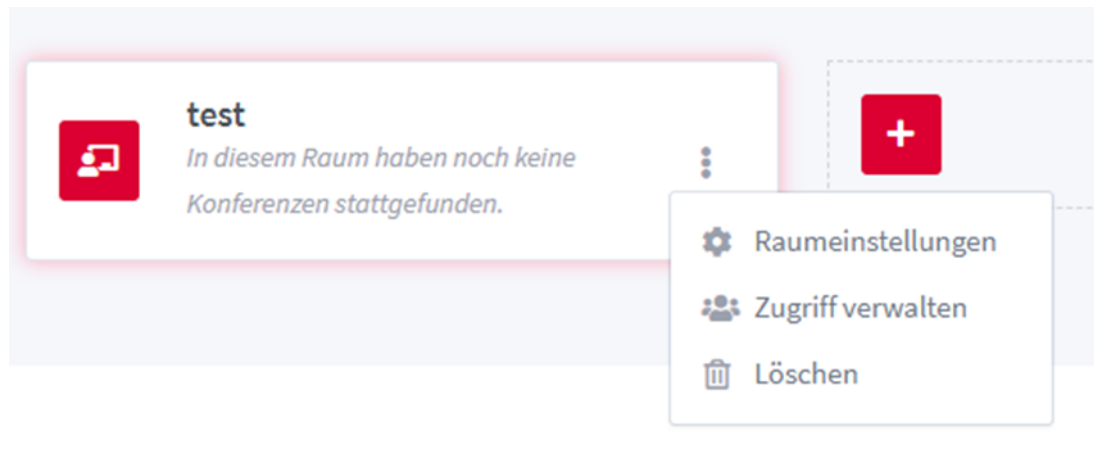 test
In diesem Raum haben noch keine
Konferenzen stattgefunden.
Raumeinstellungen
Zugriff verwalten
Löschen